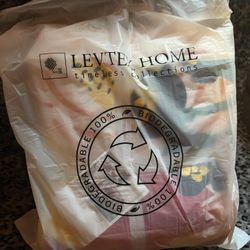 LEVTEX HOME
timeless collections
BIODEGRADABLE 100%
BIODEGRADABLE 100%